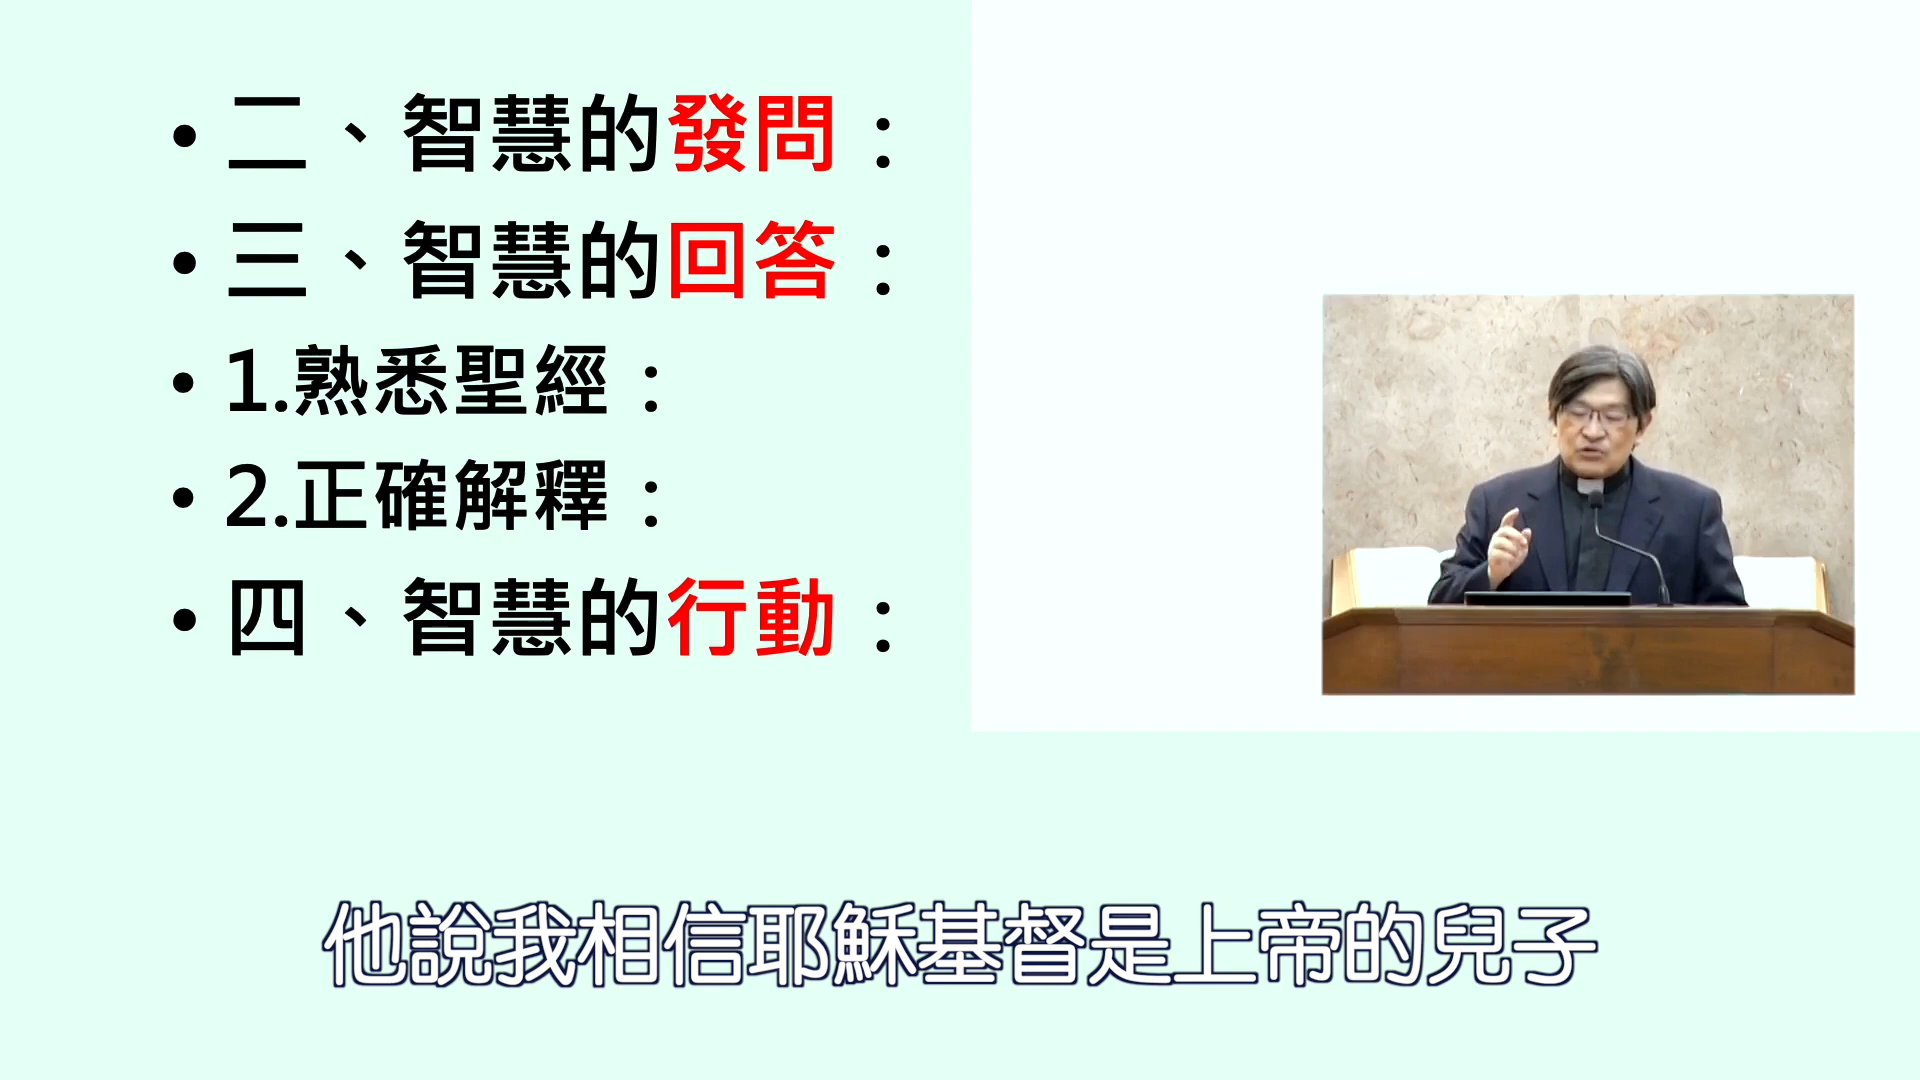 • 二、智慧的發問：
• 三、智慧的回答：
• 1.熟悉聖經：
• 2.正確解釋：
• 四、智慧的行動：
他說我相信耶穌基督是上帝的兒子